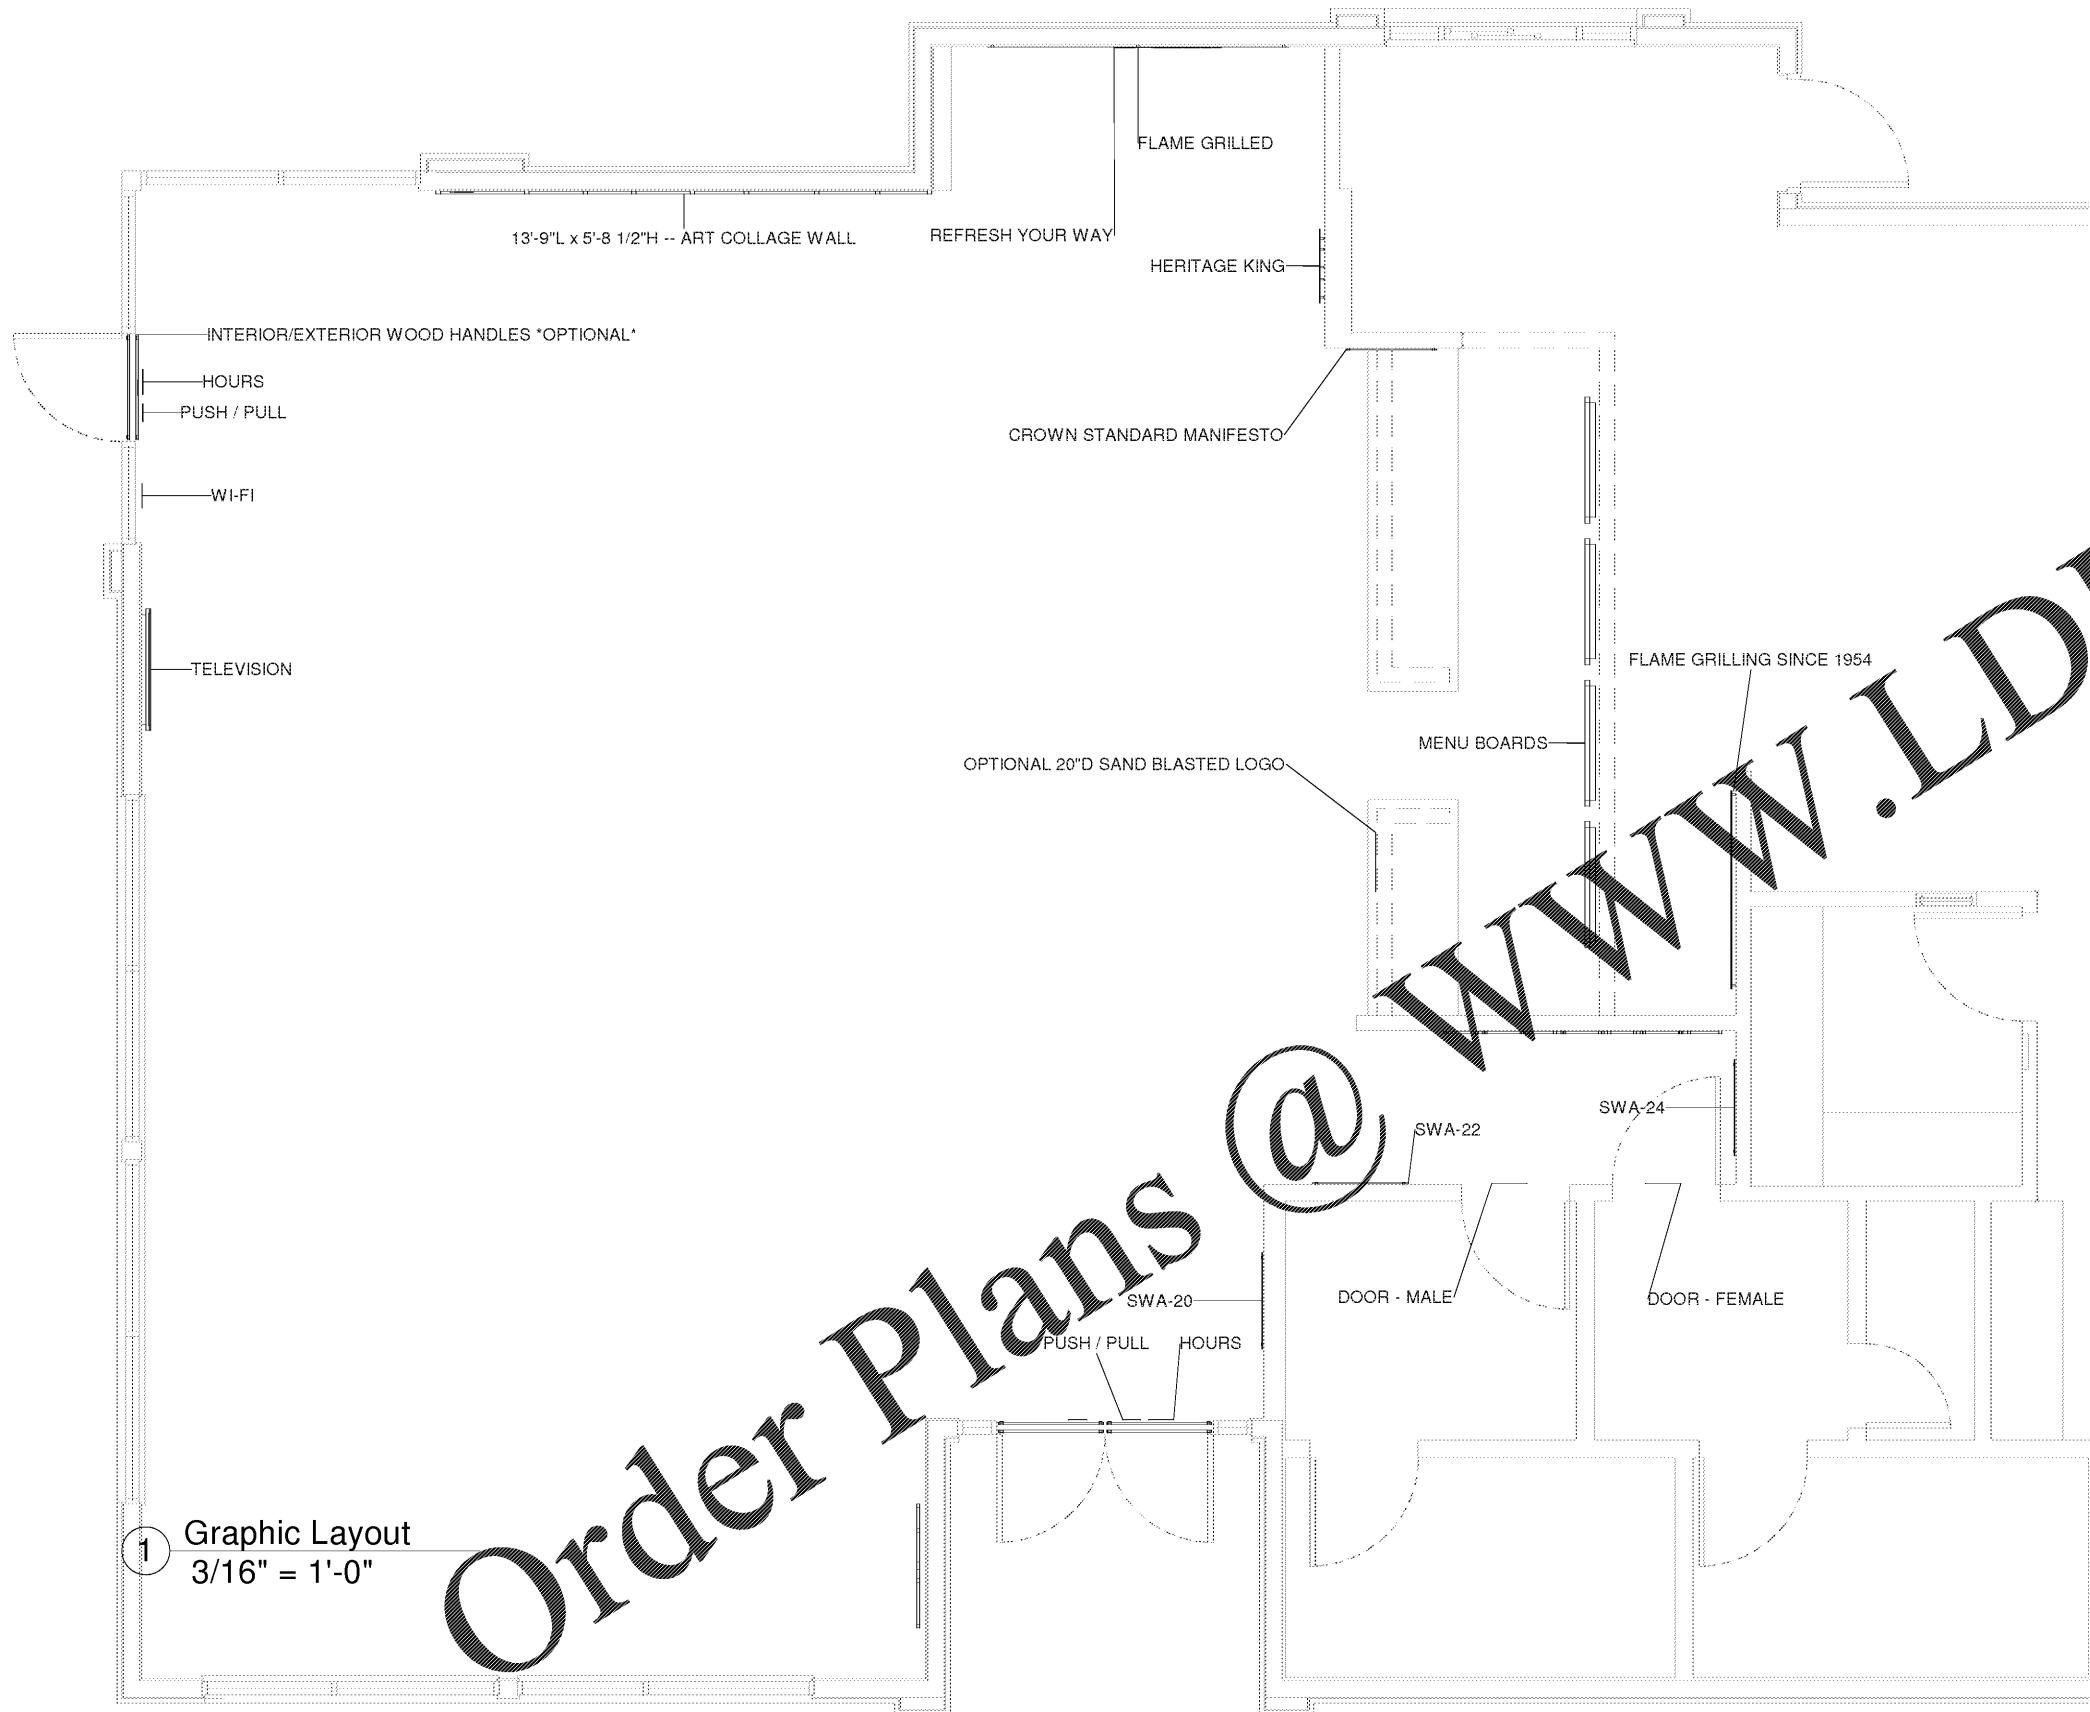 FLAME GRILLED
13'-9"L x 5'-8 1/2"H -- ART COLLAGE WALL
REFRESH YOUR WAY
HERITAGE KING
INTERIOR/EXTERIOR WOOD HANDLES *OPTIONAL*
HOURS
PUSH / PULL
CROWN STANDARD MANIFESTO
WI-FI
TELEVISION
FLAME GRILLING SINCE 1954
MENU BOARDS
OPTIONAL 20"D SAND BLASTED LOGO
SWA-24
SWA-22
DOOR - MALE
DOOR - FEMALE
SWA-20
PUSH / PULL
HOURS
1
Graphic Layout
3/16" = 1'-0"
Order Plans @ www.LD